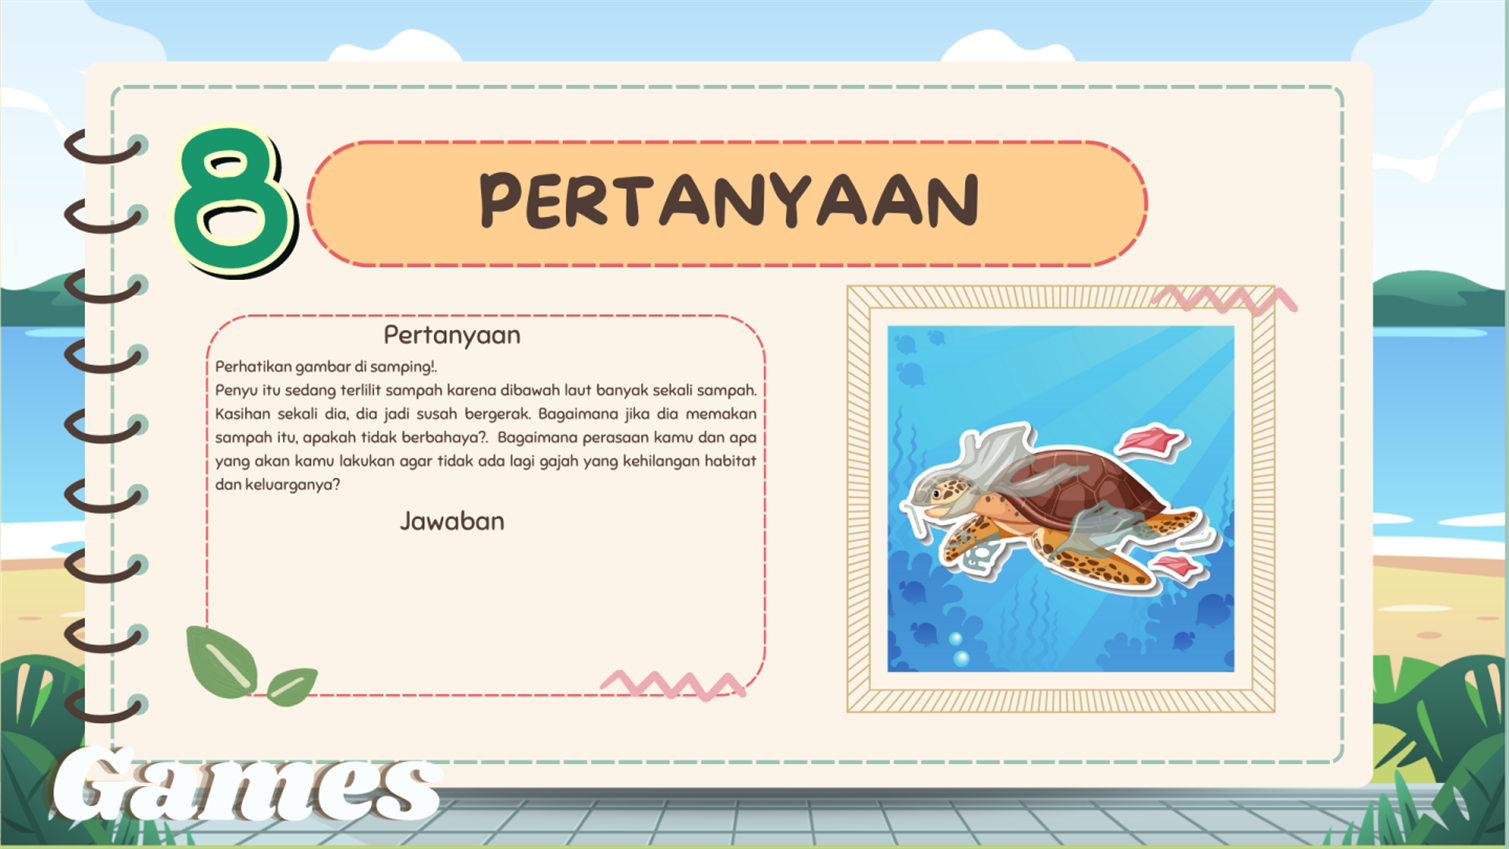 8
PERTANYAAN
Pertanyaan
Perhatikan gambar di samping!.
Penyu itu sedang terlilit sampah karena dibawah laut banyak sekali sampah.
Kasihan sekali dia, dia jadi susah bergerak. Bagaimana jika dia memakan
sampah itu, apakah tidak berbahaya?. Bagaimana perasaan kamu dan apa
yang akan kamu lakukan agar tidak ada lagi gajah yang kehilangan habitat
dan keluarganya?
Jawaban
Games